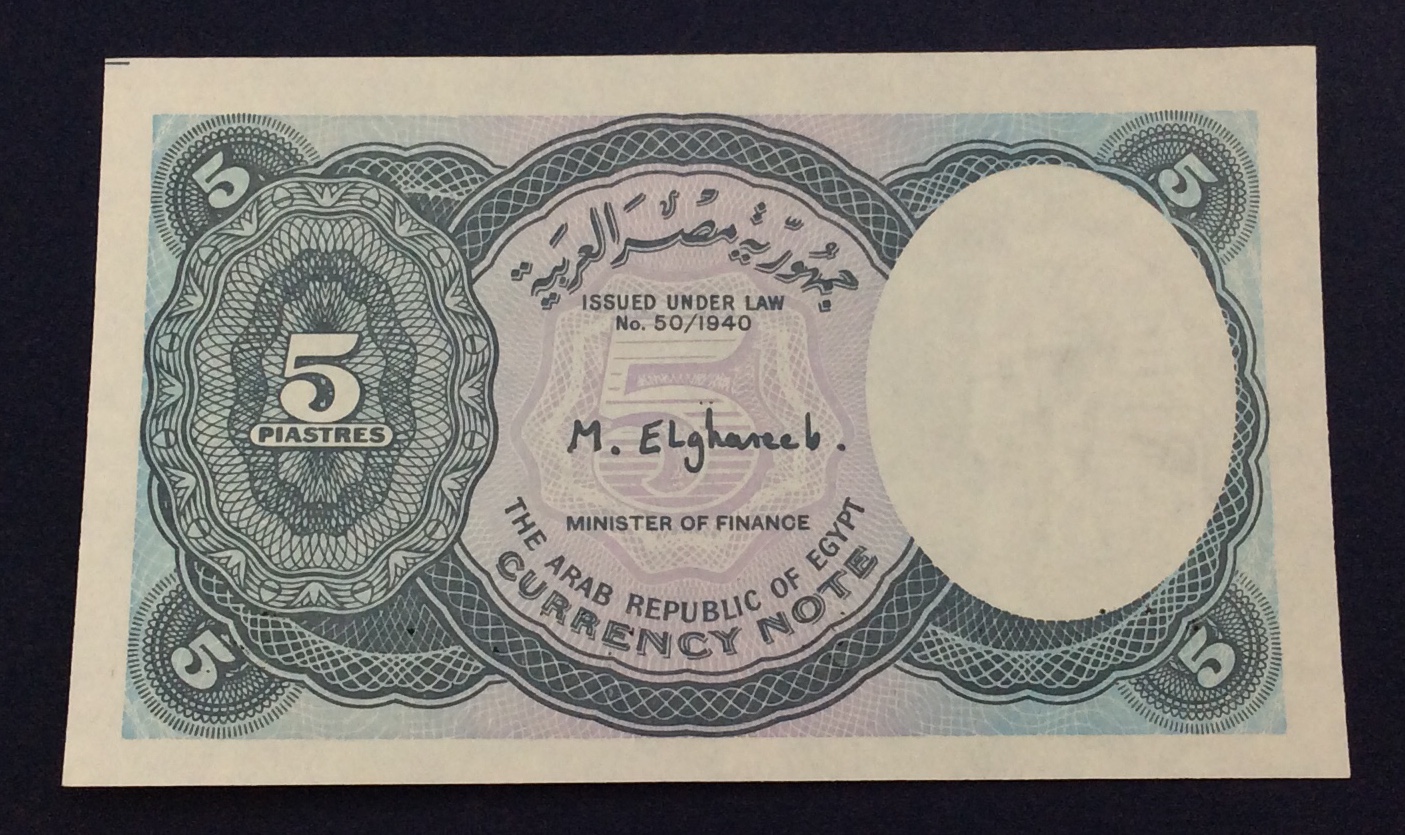 5
5
جمهورية مصر العربية
ISSUED UNDER LAW
No. 50/1940
5
5
PIASTRES
M. ELghareeb.
MINISTER OF FINANCE
THE ARAB REPUBLIC OF EGYPT
CURRENCY NOTE
5
5